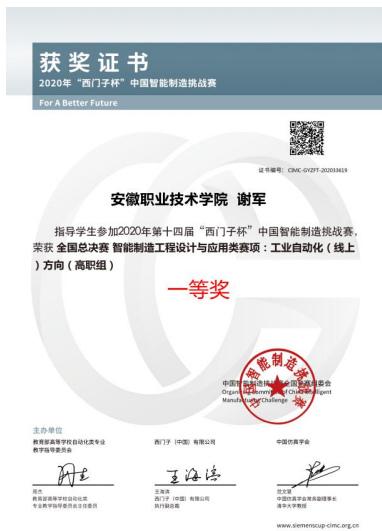 获奖证书
2020年“西门子杯”中国智能制造挑战赛
For A Better Future
证书编号： CIMC-GYZFT-202033619
安徽职业技术学院 谢军
指导学生参加2020年第十四届“西门子杯”中国智能制造挑战赛，
荣获 全国总决赛 智能制造工程设计与应用类赛项：工业自动化（线上
）方向（高职组）
一等奖
中国智能制造挑战赛全国竞赛组委会
Organizing Committee of China Intelligent
Manufacturing Challenge
主办单位
教育部高等学校自动化类专业
教学指导委员会
西门子（中国）有限公司
中国仿真学会
王海滨
周杰
教育部高等学校自动化类
专业教学指导委员会主任委员
王海滨
西门子（中国）有限公司
执行副总裁
范文慧
中国仿真学会常务副理事长
清华大学教授
www.siemenscup-cimc.org.cn